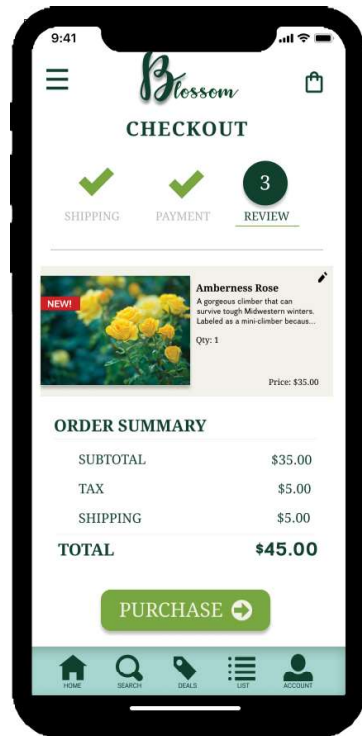 9:41
Blossom
CHECKOUT
3
SHIPPING PAYMENT REVIEW
NEW!
Amberness Rose
A gorgeous climber that can
survive tough Midwestern winters.
Labeled as a mini-climber becaus...
Qty: 1
Price: $35.00
ORDER SUMMARY
SUBTOTAL $35.00
TAX $5.00
SHIPPING $5.00
TOTAL $45.00
PURCHASE
HOME SEARCH DEALS LIST ACCOUNT